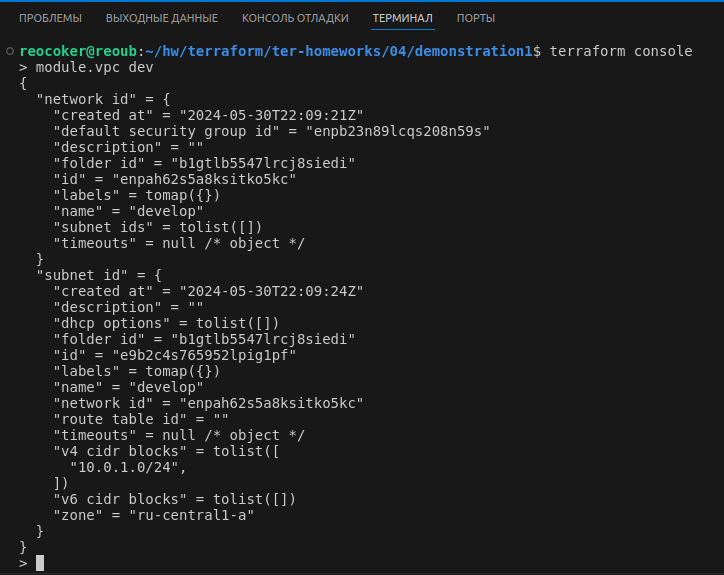 ПРОБЛЕМЫ ВЫХОДНЫЕ ДАННЫЕ КОНСОЛЬ ОТЛАДКИ ТЕРМИНАЛ ПОРТЫ
reocoker@reoub:~/hw/terraform/ter-homeworks/04/demonstration1$ terraform console
> module.vpc dev
{
  "network id" = {
    "created at" = "2024-05-30T22:09:21Z"
    "default security group id" = "enpb23n89lcqs208n59s"
    "description" = ""
    "folder id" = "b1gtlb5547lrcj8siedi"
    "id" = "enpah62s5a8ksitko5kc"
    "labels" = tomap({})
    "name" = "develop"
    "subnet ids" = tolist([])
    "timeouts" = null /* object */
  }
  "subnet id" = {
    "created at" = "2024-05-30T22:09:24Z"
    "description" = ""
    "dhcp options" = tolist([])
    "folder id" = "b1gtlb5547lrcj8siedi"
    "id" = "e9b2c4s765952lpig1pf"
    "labels" = tomap({})
    "name" = "develop"
    "network id" = "enpah62s5a8ksitko5kc"
    "route table id" = ""
    "timeouts" = null /* object */
    "v4 cidr blocks" = tolist([
      "10.0.1.0/24",
    ])
    "v6 cidr blocks" = tolist([])
    "zone" = "ru-central1-a"
  }
}
>